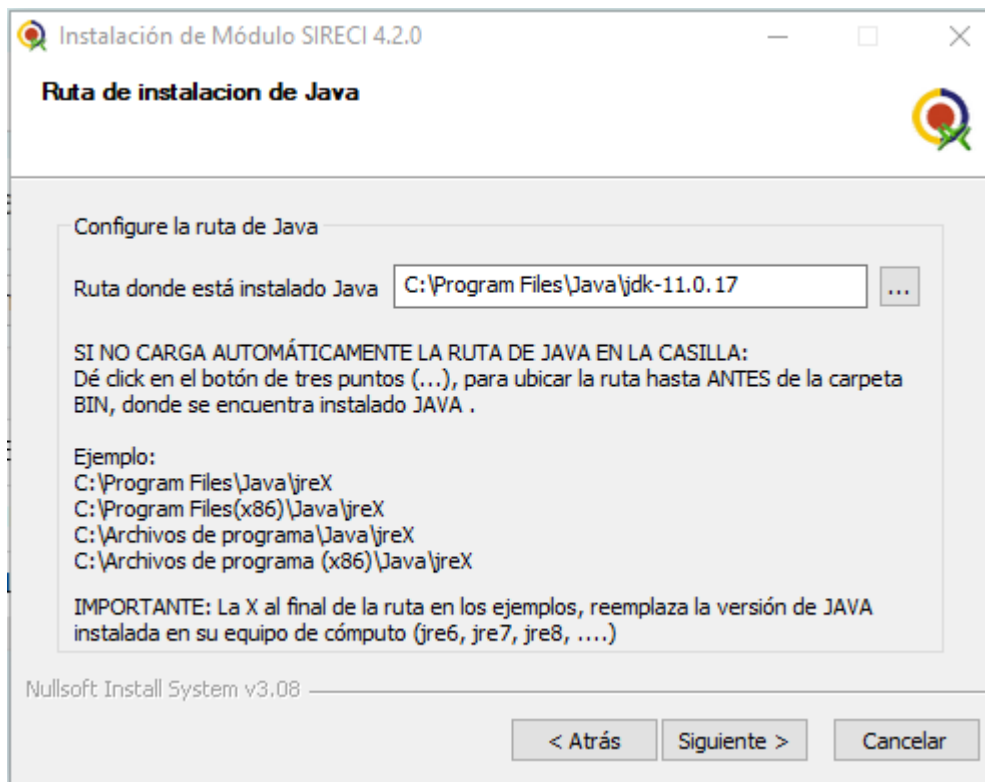 Instalación de Módulo SIRECI 4.2.0
Ruta de instalacion de Java
Configure la ruta de Java
Ruta donde está instalado Java C:\Program Files\Java\jdk-11.0.17 ...
SI NO CARGA AUTOMÁTICAMENTE LA RUTA DE JAVA EN LA CASILLA:
Dé click en el botón de tres puntos (...), para ubicar la ruta hasta ANTES de la carpeta
BIN, donde se encuentra instalado JAVA .
Ejemplo:
C:\Program Files\Java\jreX
C:\Program Files(x86)\Java\jreX
C:\Archivos de programa\Java\jreX
C:\Archivos de programa (x86)\Java\jreX
IMPORTANTE: La X al final de la ruta en los ejemplos, reemplaza la versión de JAVA
instalada en su equipo de cómputo (jre6, jre7, jre8, ....)
Nullsoft Install System v3.08
< Atrás Siguiente > Cancelar